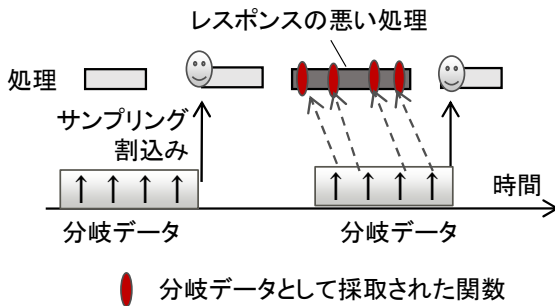 レスポンスの悪い処理
処理
サンプリング
割込み
時間
分岐データ
分岐データ
分岐データとして採取された関数